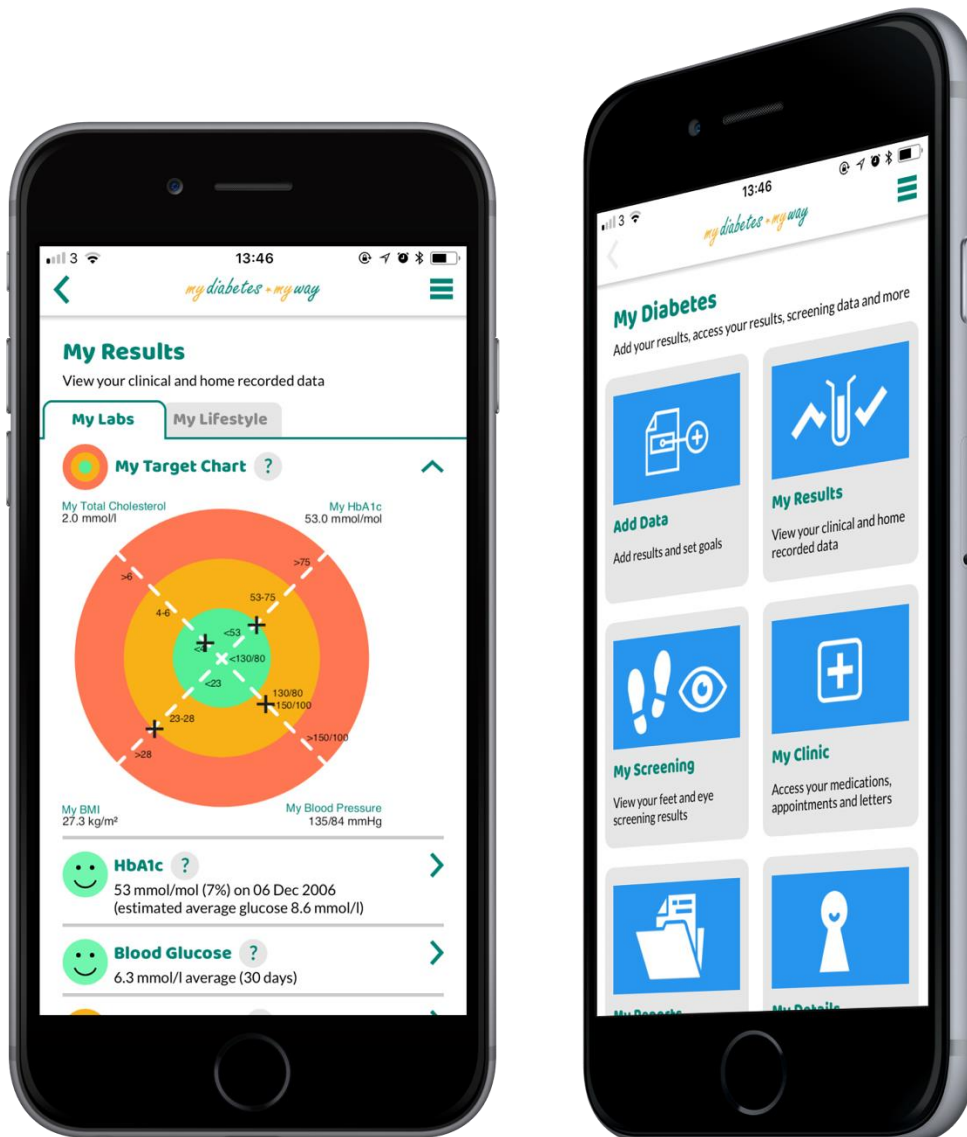 3
13:46
my diabetes • my way
My Results
View your clinical and home recorded data
My Labs
My Lifestyle
My Target Chart ?
My Total Cholesterol
2.0 mmol/l
My HbA1c
53.0 mmol/mol
>6
>75
4-6
53-75
<4
<53
<130/80
<23
130/80
150/100
23-28
>150/100
>28
My BMI
27.3 kg/m²
My Blood Pressure
135/84 mmHg
HbA1c ?
53 mmol/mol (7%) on 06 Dec 2006
(estimated average glucose 8.6 mmol/l)
Blood Glucose ?
6.3 mmol/l average (30 days)
3
13:46
my diabetes • my way
My Diabetes
Add your results, access your results, screening data and more
Add Data
Add results and set goals
My Results
View your clinical and home
recorded data
My Screening
View your feet and eye
screening results
My Clinic
Access your medications,
appointments and letters
My Reports
My Details